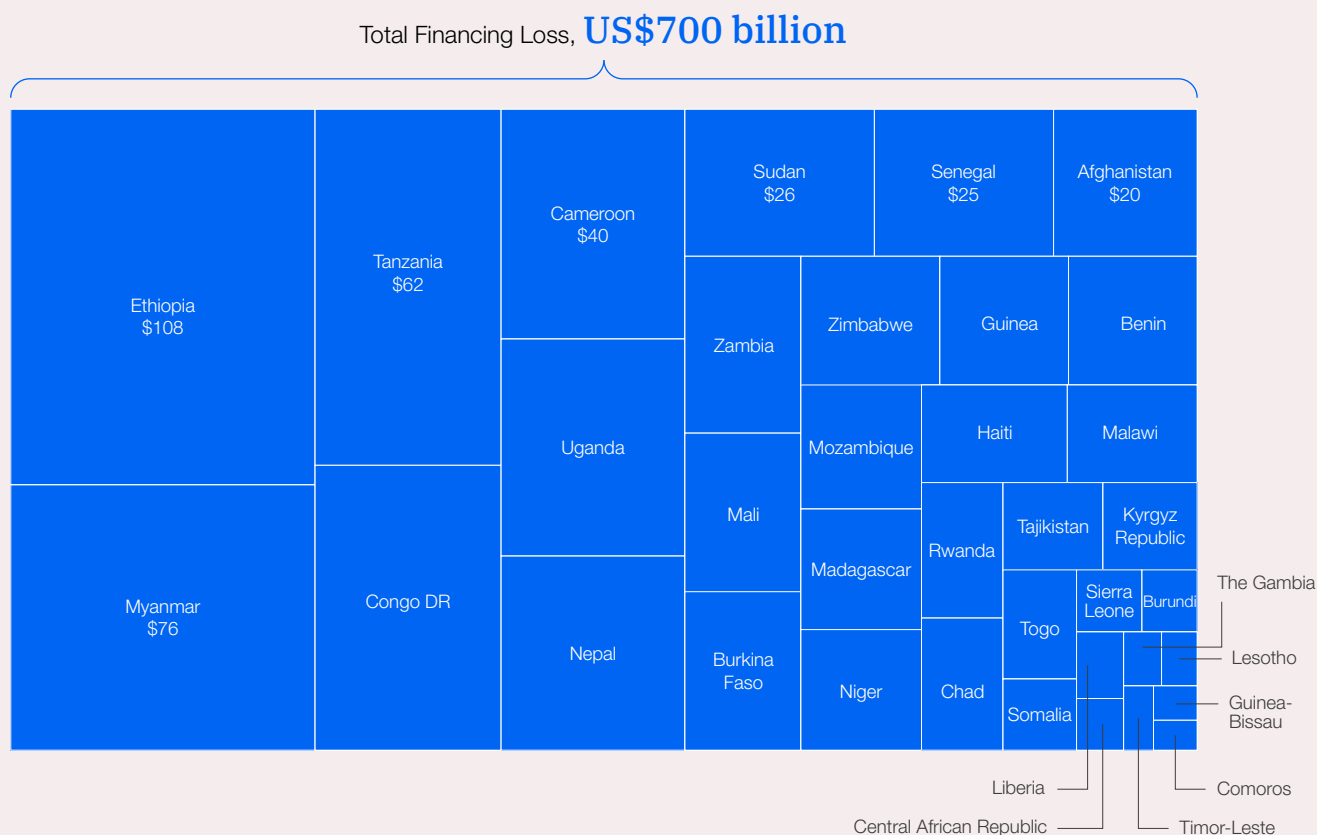 Total Financing Loss, US$700 billion
Ethiopia
$108
Myanmar
$76
Tanzania
$62
Congo DR
Cameroon
$40
Uganda
Nepal
Sudan
$26
Senegal
$25
Afghanistan
$20
Zambia
Mali
Burkina
Faso
Zimbabwe
Guinea
Benin
Mozambique
Madagascar
Niger
Haiti
Malawi
Rwanda
Chad
Tajikistan
Kyrgyz
Republic
Togo
Somalia
Sierra
Leone
Burundi
The Gambia
Lesotho
Guinea-
Bissau
Liberia
Comoros
Central African Republic
Timor-Leste